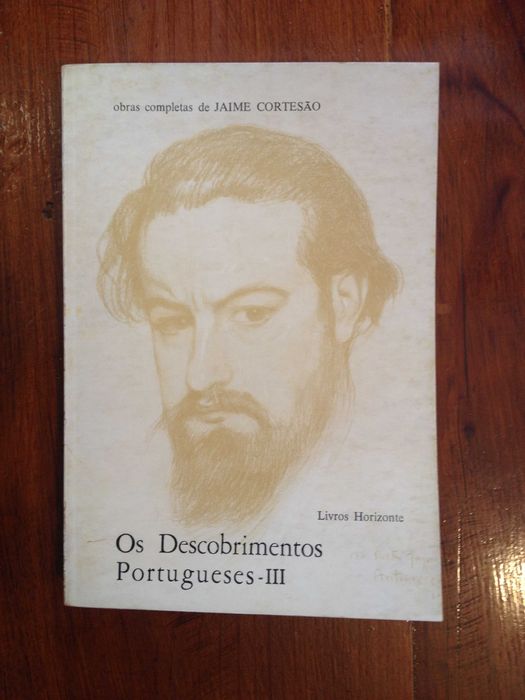 obras completas de JAIME CORTESÃO
Livros Horizonte
Os Descobrimentos
Portugueses-III